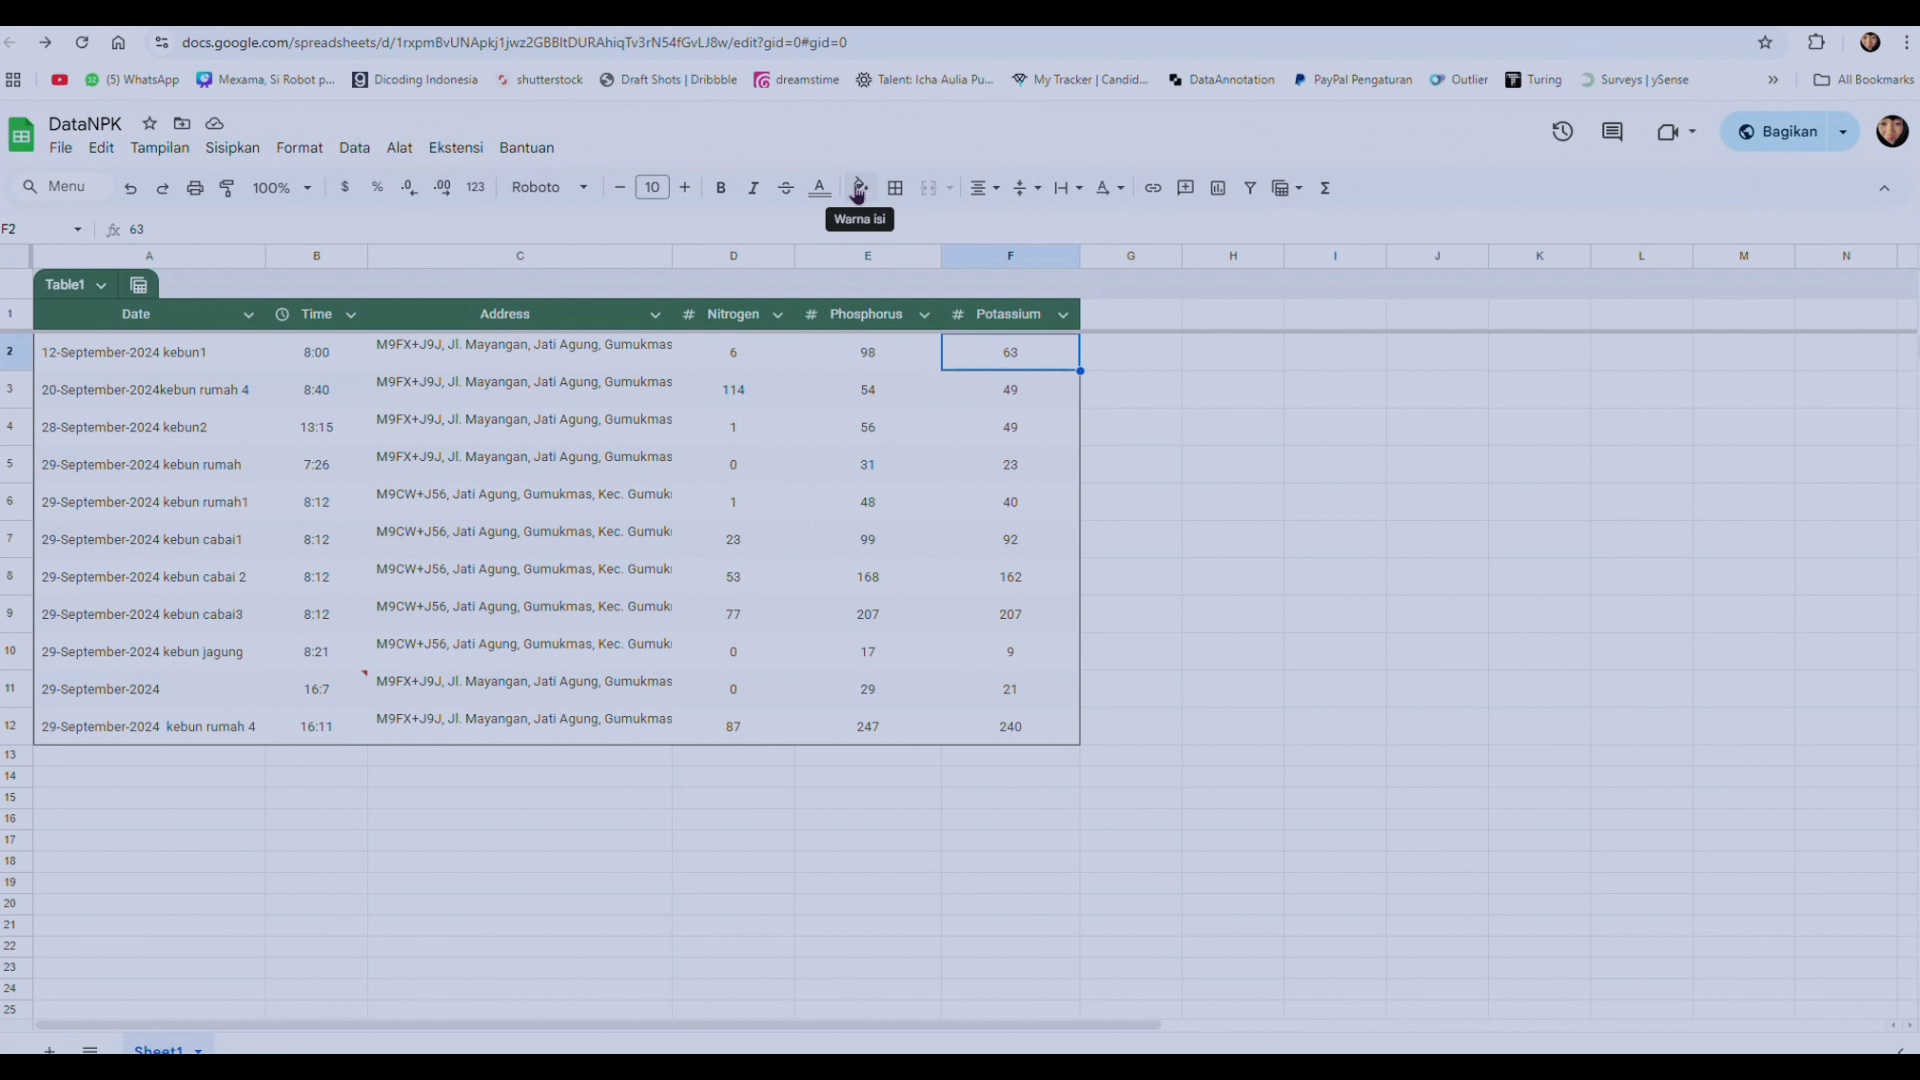 docs.google.com/spreadsheets/d/1rxpmBvUNApkj1jwz2GBBltDURAhiqTv3rN54fGvLJ8w/edit?gid=0#gid=0
(5) WhatsApp Mexama, Si Robot p... Dicoding Indonesia shutterstock Draft Shots | Dribbble dreamstime Talent: Icha Aulia Pu... My Tracker | Candid... DataAnnotation PayPal Pengaturan Outlier Turing Surveys | ySense » All Bookmarks
DataNPK
File Edit Tampilan Sisipkan Format Data Alat Ekstensi Bantuan
Bagikan
Menu 100% $ % .0 .00 123 Roboto − 10 + B I A Σ
Warna isi
F2 fx 63
A B C D E F G H I J K L M N
Table1
1 Date Time Address # Nitrogen # Phosphorus # Potassium
2 12-September-2024 kebun1 8:00 M9FX+J9J, Jl. Mayangan, Jati Agung, Gumukmas 6 98 63
3 20-September-2024kebun rumah 4 8:40 M9FX+J9J, Jl. Mayangan, Jati Agung, Gumukmas 114 54 49
4 28-September-2024 kebun2 13:15 M9FX+J9J, Jl. Mayangan, Jati Agung, Gumukmas 1 56 49
5 29-September-2024 kebun rumah 7:26 M9FX+J9J, Jl. Mayangan, Jati Agung, Gumukmas 0 31 23
6 29-September-2024 kebun rumah1 8:12 M9CW+J56, Jati Agung, Gumukmas, Kec. Gumuk 1 48 40
7 29-September-2024 kebun cabai1 8:12 M9CW+J56, Jati Agung, Gumukmas, Kec. Gumuk 23 99 92
8 29-September-2024 kebun cabai 2 8:12 M9CW+J56, Jati Agung, Gumukmas, Kec. Gumuk 53 168 162
9 29-September-2024 kebun cabai3 8:12 M9CW+J56, Jati Agung, Gumukmas, Kec. Gumuk 77 207 207
10 29-September-2024 kebun jagung 8:21 M9CW+J56, Jati Agung, Gumukmas, Kec. Gumuk 0 17 9
11 29-September-2024 16:7 M9FX+J9J, Jl. Mayangan, Jati Agung, Gumukmas 0 29 21
12 29-September-2024 kebun rumah 4 16:11 M9FX+J9J, Jl. Mayangan, Jati Agung, Gumukmas 87 247 240
13
14
15
16
17
18
19
20
21
22
23
24
25
Sheet1